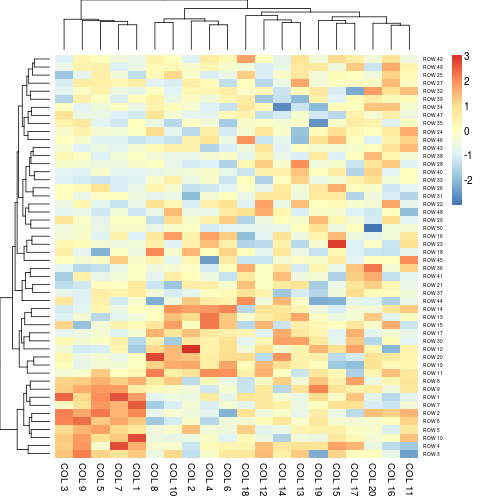 ROW 42
ROW 49
ROW 25
ROW 27
ROW 32
ROW 39
ROW 34
ROW 47
ROW 35
ROW 24
ROW 46
ROW 43
ROW 38
ROW 28
ROW 40
ROW 33
ROW 26
ROW 31
ROW 22
ROW 48
ROW 29
ROW 50
ROW 16
ROW 23
ROW 18
ROW 45
ROW 36
ROW 41
ROW 21
ROW 37
ROW 44
ROW 14
ROW 13
ROW 15
ROW 17
ROW 30
ROW 12
ROW 20
ROW 19
ROW 11
ROW 8
ROW 9
ROW 1
ROW 7
ROW 2
ROW 6
ROW 5
ROW 10
ROW 4
ROW 3
3
2
1
0
-1
-2
COL 3
COL 9
COL 5
COL 7
COL 1
COL 8
COL 10
COL 2
COL 4
COL 6
COL 18
COL 12
COL 14
COL 13
COL 19
COL 15
COL 17
COL 20
COL 16
COL 11